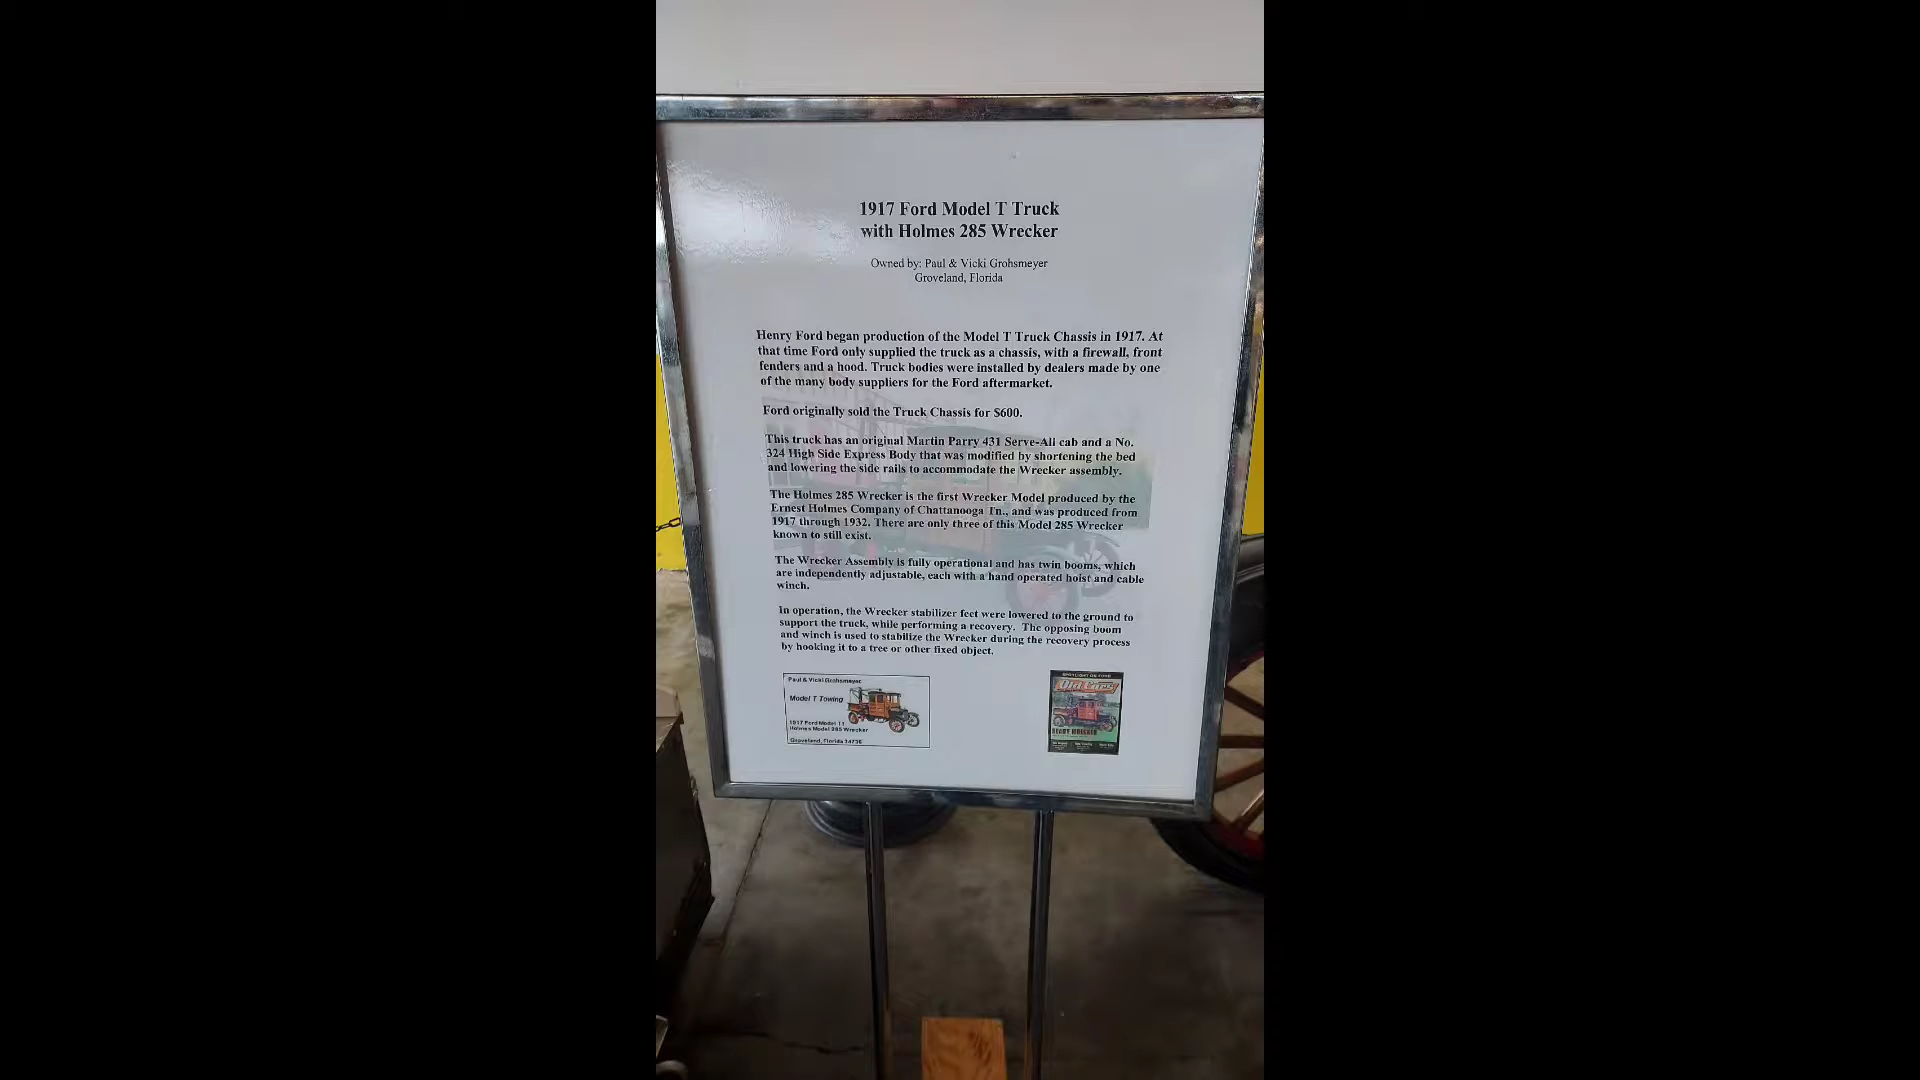 1917 Ford Model T Truck
with Holmes 285 Wrecker
Owned by: Paul & Vicki Grohsmeyer
Groveland, Florida
Henry Ford began production of the Model T Truck Chassis in 1917. At
that time Ford only supplied the truck as a chassis, with a firewall, front
fenders and a hood. Truck bodies were installed by dealers made by one
of the many body suppliers for the Ford aftermarket.
Ford originally sold the Truck Chassis for $600.
This truck has an original Martin Parry 431 Serve-All cab and a No.
324 High Side Express Body that was modified by shortening the bed
and lowering the side rails to accommodate the Wrecker assembly.
The Holmes 285 Wrecker is the first Wrecker Model produced by the
Ernest Holmes Company of Chattanooga Tn., and was produced from
1917 through 1932. There are only three of this Model 285 Wrecker
known to still exist.
The Wrecker Assembly is fully operational and has twin booms, which
are independently adjustable, each with a hand operated hoist and cable
winch.
In operation, the Wrecker stabilizer feet were lowered to the ground to
support the truck, while performing a recovery. The opposing boom
and winch is used to stabilize the Wrecker during the recovery process
by hooking it to a tree or other fixed object.
Paul & Vicki Grohsmeyer
Model T Towing
1917 Ford Model TT
Holmes Model 285 Wrecker
Groveland, Florida 34736
SPOTLIGHT ON FORD
Old Cars
READY WRECKER